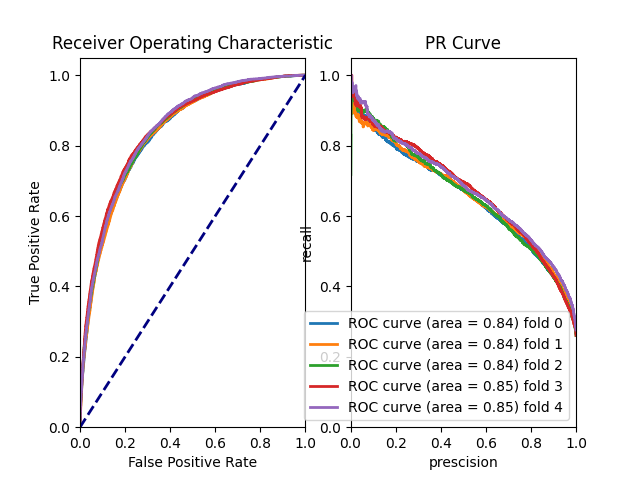 Receiver Operating Characteristic
True Positive Rate
1.0
0.8
0.6
0.4
0.2
0.0
0.0 0.2 0.4 0.6 0.8 1.0
False Positive Rate
PR Curve
recall
1.0
0.8
0.6
0.4
0.2
0.0
ROC curve (area = 0.84) fold 0
ROC curve (area = 0.84) fold 1
ROC curve (area = 0.84) fold 2
ROC curve (area = 0.85) fold 3
ROC curve (area = 0.85) fold 4
0.0 0.2 0.4 0.6 0.8 1.0
prescision